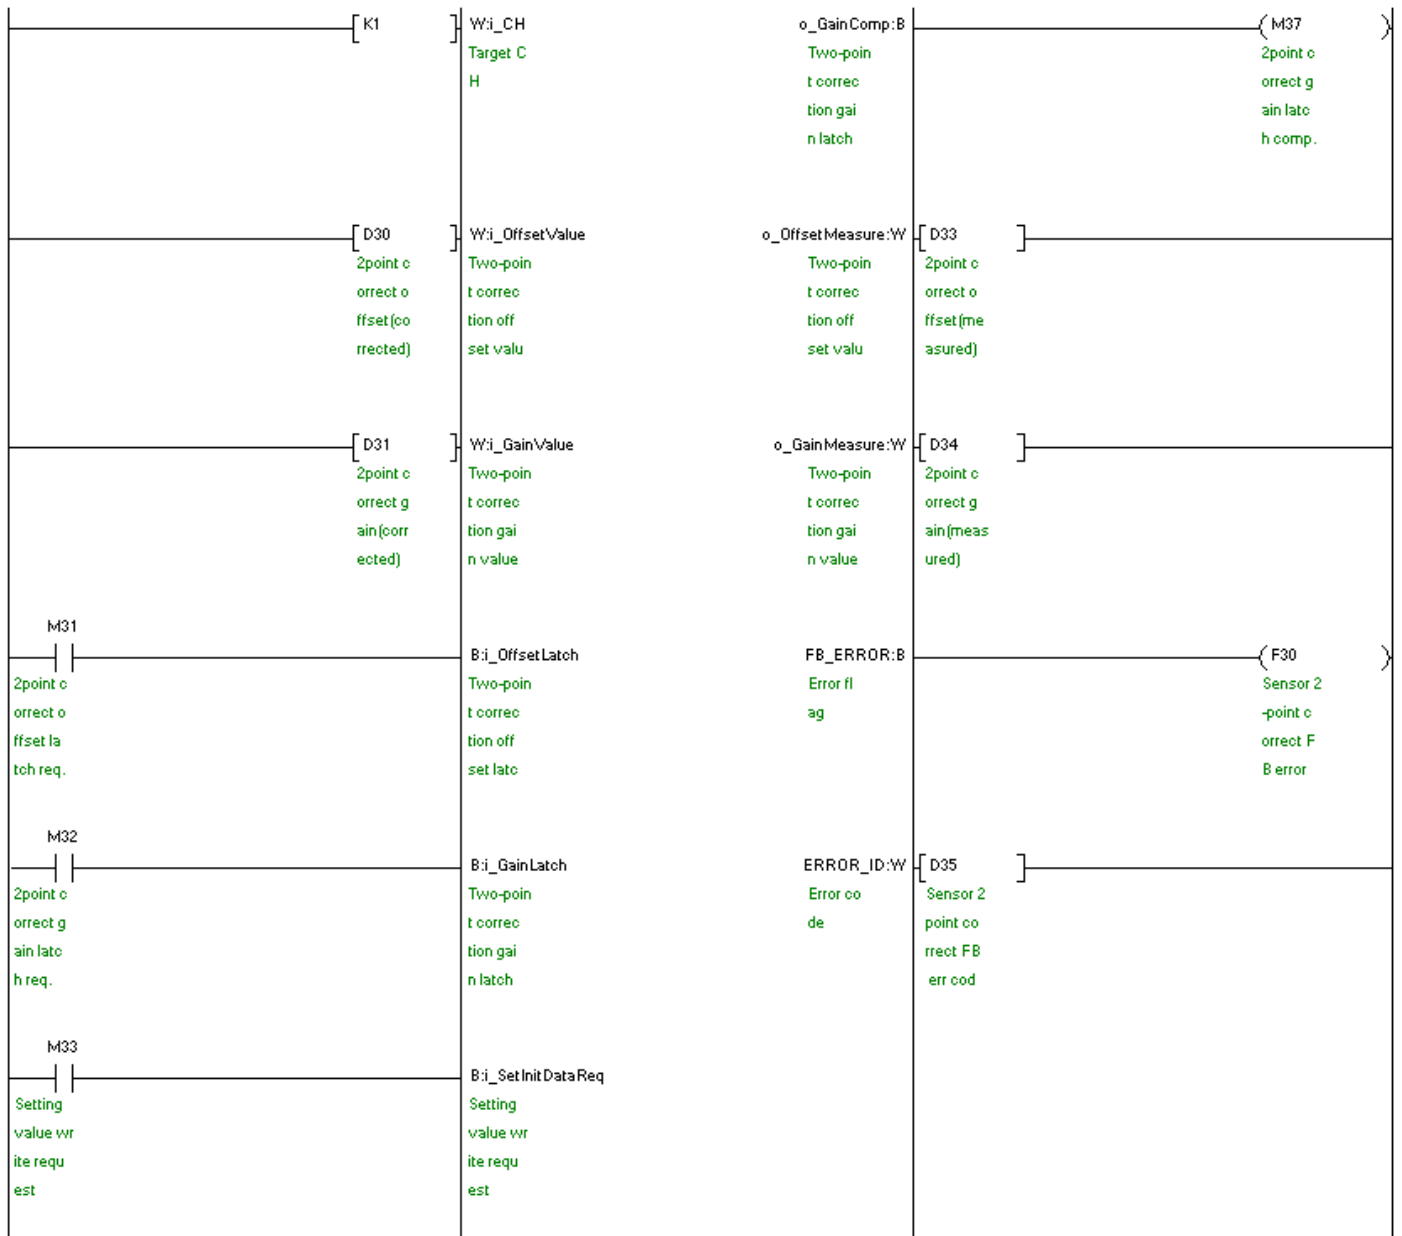 K1 W:i_CH o_GainComp:B M37
Target C Two-poin 2point c
H t correc orrect g
tion gai ain latc
n latch h comp.
D30 W:i_OffsetValue o_OffsetMeasure:W D33
2point c Two-poin Two-poin 2point c
orrect o t correc t correc orrect o
ffset(co tion off tion off ffset(me
rrected) set valu set valu asured)
D31 W:i_GainValue o_GainMeasure:W D34
2point c Two-poin Two-poin 2point c
orrect g t correc t correc orrect g
ain(corr tion gai tion gai ain(meas
ected) n value n value ured)
M31
B:i_OffsetLatch FB_ERROR:B F30
2point c Two-poin Error fl Sensor 2
orrect o t correc ag -point c
ffset la tion off orrect F
tch req. set latc B error
M32
B:i_GainLatch ERROR_ID:W D35
2point c Two-poin Error co Sensor 2
orrect g t correc de point co
ain latc tion gai rrect FB
h req. n latch err cod
M33
B:i_SetInitDataReq
Setting Setting
value wr value wr
ite requ ite requ
est est